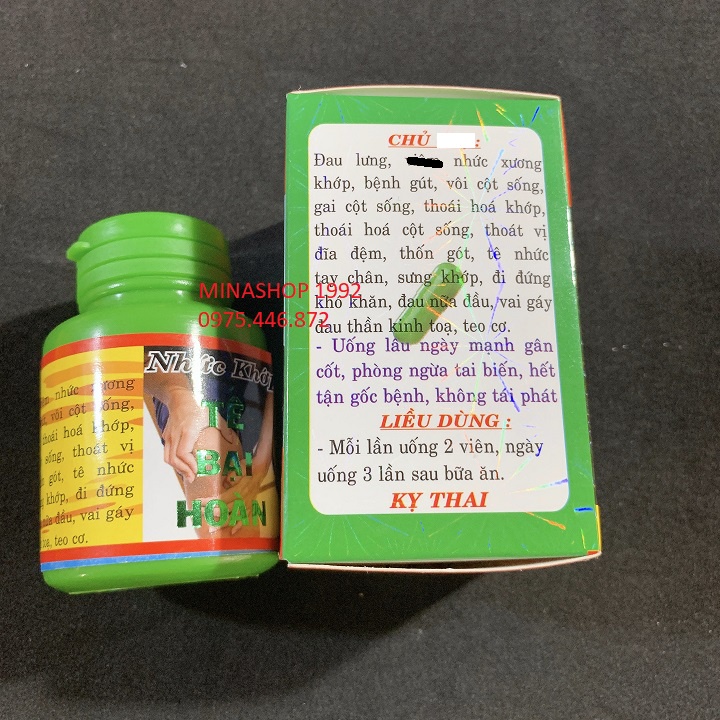 CHỦ :
Đau lưng, nhức xương
khớp, bệnh gút, vôi cột sống,
gai cột sống, thoái hoá khớp,
thoái hoá cột sống, thoát vị
đĩa đệm, thốn gót, tê nhức
tay chân, sưng khớp, đi đứng
khó khăn, đau nửa đầu, vai gáy
đau thần kinh toạ, teo cơ.
- Uống lâu ngày mạnh gân
cốt, phòng ngừa tai biến, hết
tận gốc bệnh, không tái phát
LIỀU DÙNG :
- Mỗi lần uống 2 viên, ngày
uống 3 lần sau bữa ăn.
KỴ THAI
MINASHOP 1992
0975.446.872
Nhức Khớp
TÊ
BẠI
HOÀN
nhức xương
vôi cột sống,
thoái hoá khớp,
sống, thoát vị
gót, tê nhức
khớp, đi đứng
nửa đầu, vai gáy
toạ, teo cơ.